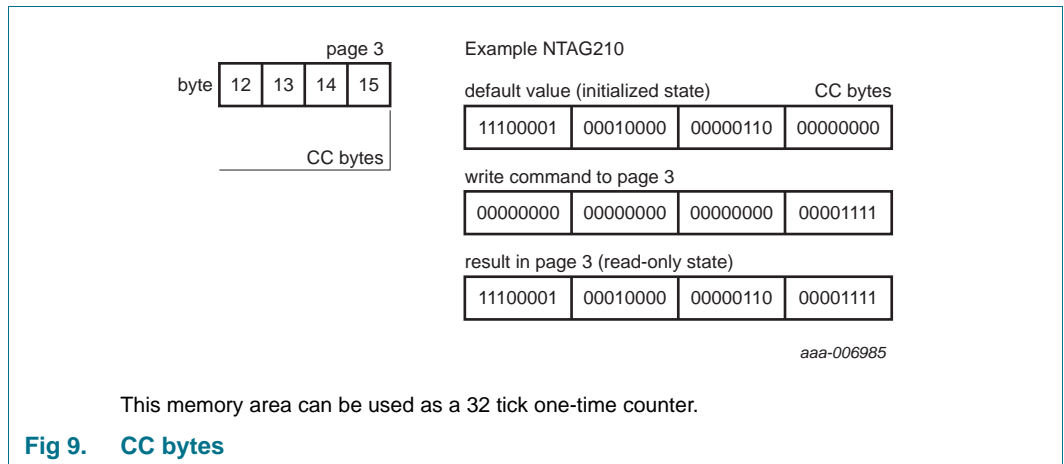 page 3
byte 12 13 14 15
CC bytes
Example NTAG210
default value (initialized state) CC bytes
11100001 00010000 00000110 00000000
write command to page 3
00000000 00000000 00000000 00001111
result in page 3 (read-only state)
11100001 00010000 00000110 00001111
aaa-006985
This memory area can be used as a 32 tick one-time counter.
Fig 9. CC bytes